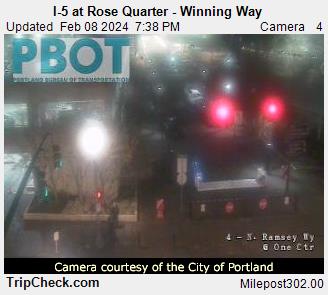 I-5 at Rose Quarter - Winning Way
Updated Feb 08 2024 7:38 PM Camera 4
PBOT
PORTLAND BUREAU OF TRANSPORTATION
4 - N. Ramsey Wy
@ One Ctr
Camera courtesy of the City of Portland
TripCheck.com Milepost302.00